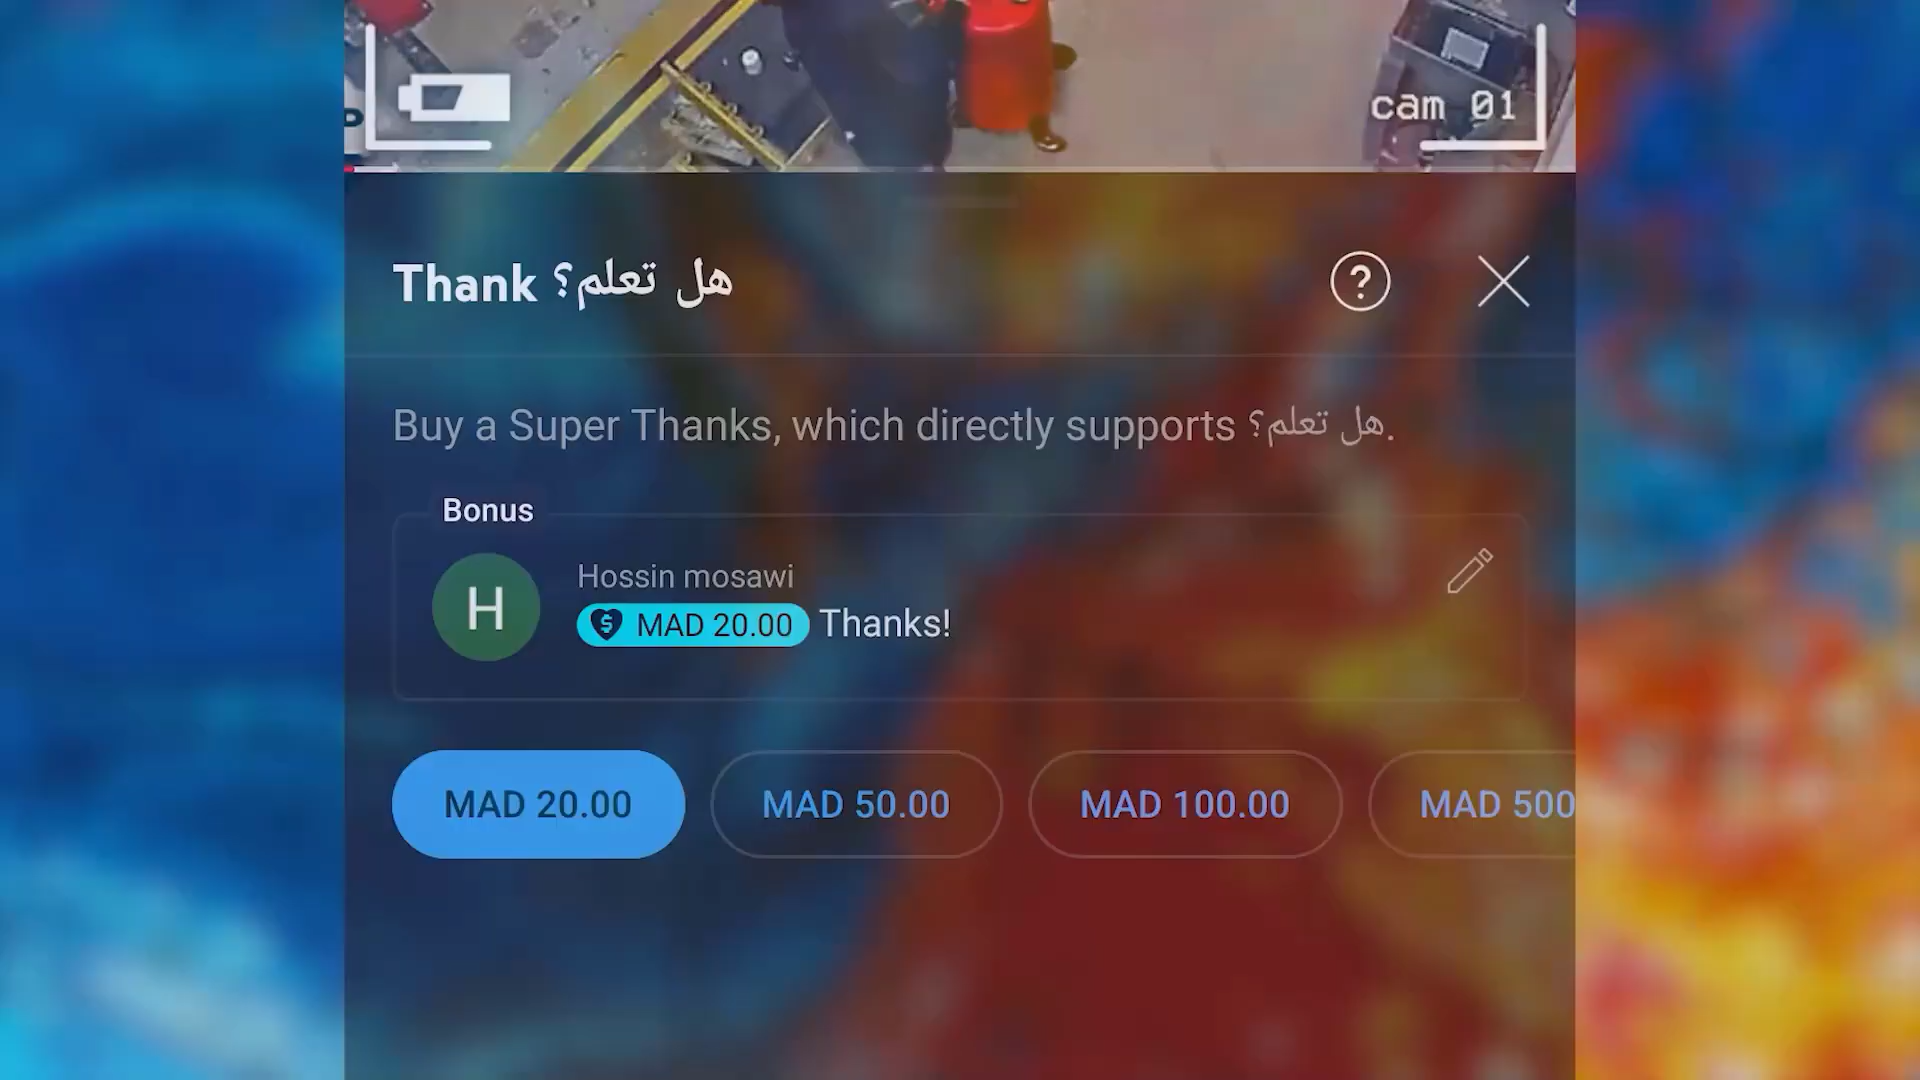 cam 01
Thank هل تعلم؟
Buy a Super Thanks, which directly supports هل تعلم؟.
Bonus
H
Hossin mosawi
MAD 20.00 Thanks!
MAD 20.00
MAD 50.00
MAD 100.00
MAD 500